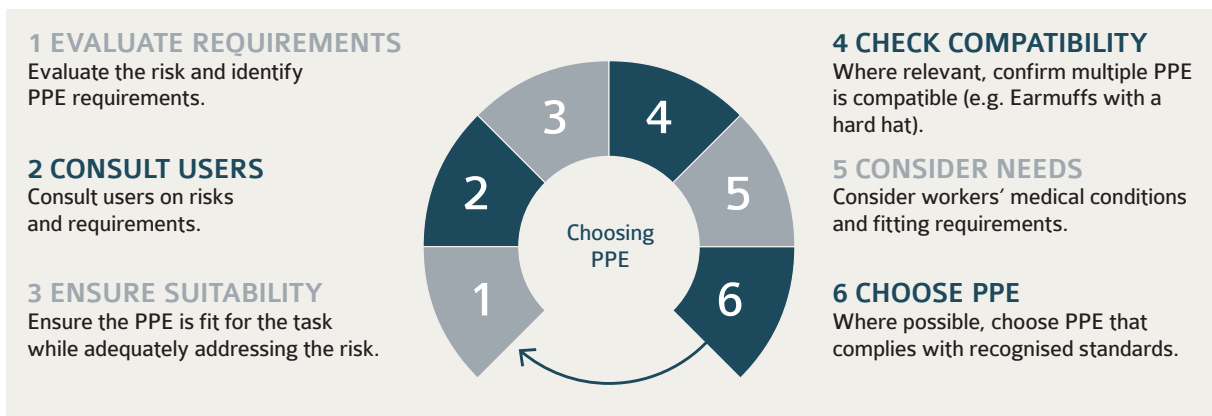 1 EVALUATE REQUIREMENTS
Evaluate the risk and identify
PPE requirements.
2 CONSULT USERS
Consult users on risks
and requirements.
3 ENSURE SUITABILITY
Ensure the PPE is fit for the task
while adequately addressing the risk.
1
2
3
4
5
6
Choosing
PPE
4 CHECK COMPATIBILITY
Where relevant, confirm multiple PPE
is compatible (e.g. Earmuffs with a
hard hat).
5 CONSIDER NEEDS
Consider workers’ medical conditions
and fitting requirements.
6 CHOOSE PPE
Where possible, choose PPE that
complies with recognised standards.